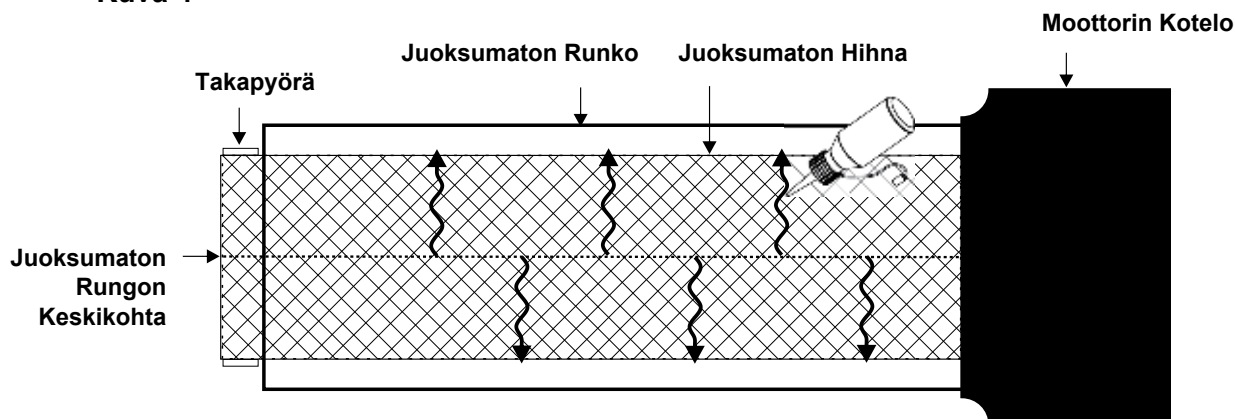 Moottorin Kotelo
Juoksumaton Runko
Juoksumaton Hihna
Takapyörä
Juoksumaton
Rungon
Keskikohta